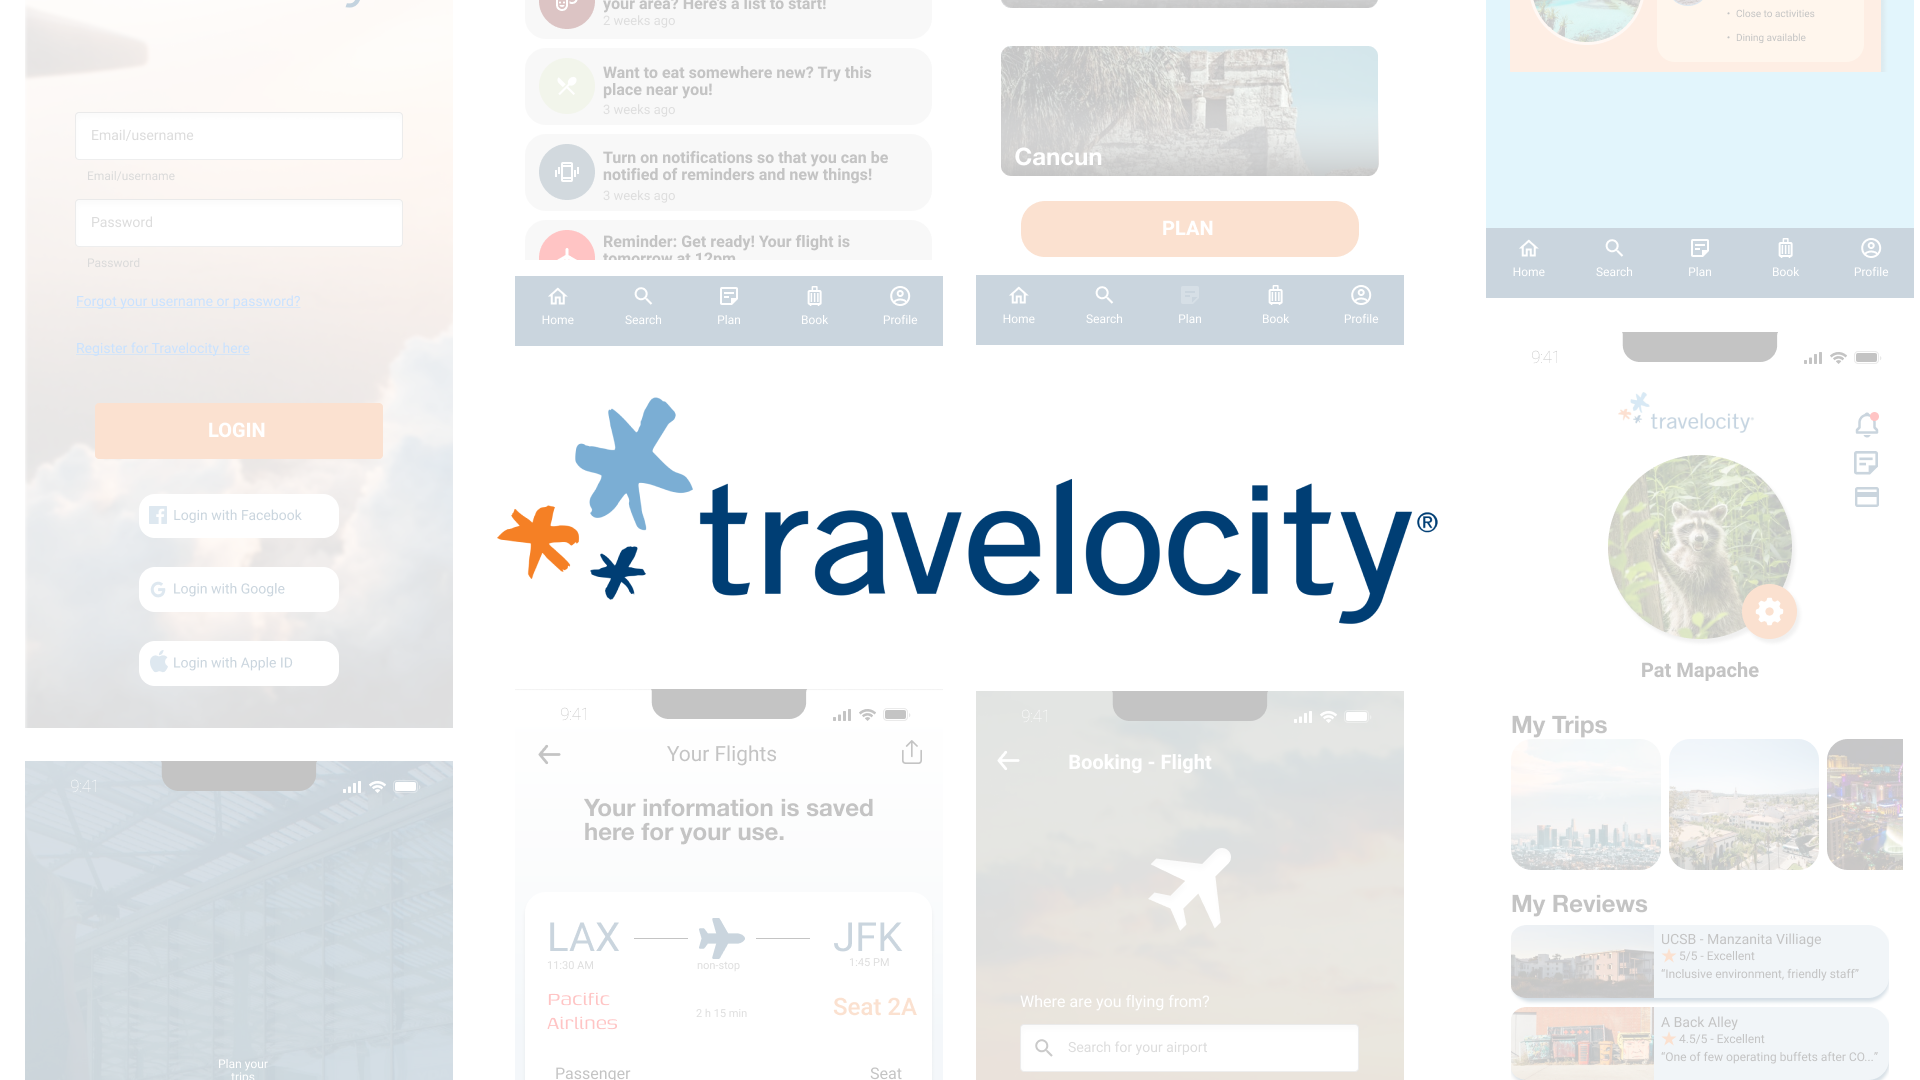 Email/username
Email/username
Password
Password
Forgot your username or password?
Register for Travelocity here
LOGIN
Login with Facebook
Login with Google
Login with Apple ID
9:41
Plan your
trips
your area? Here's a list to start!
2 weeks ago
Want to eat somewhere new? Try this
place near you!
3 weeks ago
Turn on notifications so that you can be
notified of reminders and new things!
3 weeks ago
Reminder: Get ready! Your flight is
tomorrow at 12pm
Home Search Plan Book Profile
Cancun
PLAN
Home Search Plan Book Profile
• Close to activities
• Dining available
Home Search Plan Book Profile
travelocity®
9:41
Your Flights
Your information is saved
here for your use.
LAX JFK
11:30 AM non-stop 1:45 PM
Pacific
Airlines
2 h 15 min
Seat 2A
Passenger Seat
9:41
Booking - Flight
Where are you flying from?
Search for your airport
9:41
travelocity
Pat Mapache
My Trips
My Reviews
UCSB - Manzanita Villiage
5/5 - Excellent
“Inclusive environment, friendly staff”
A Back Alley
4.5/5 - Excellent
“One of few operating buffets after CO...”